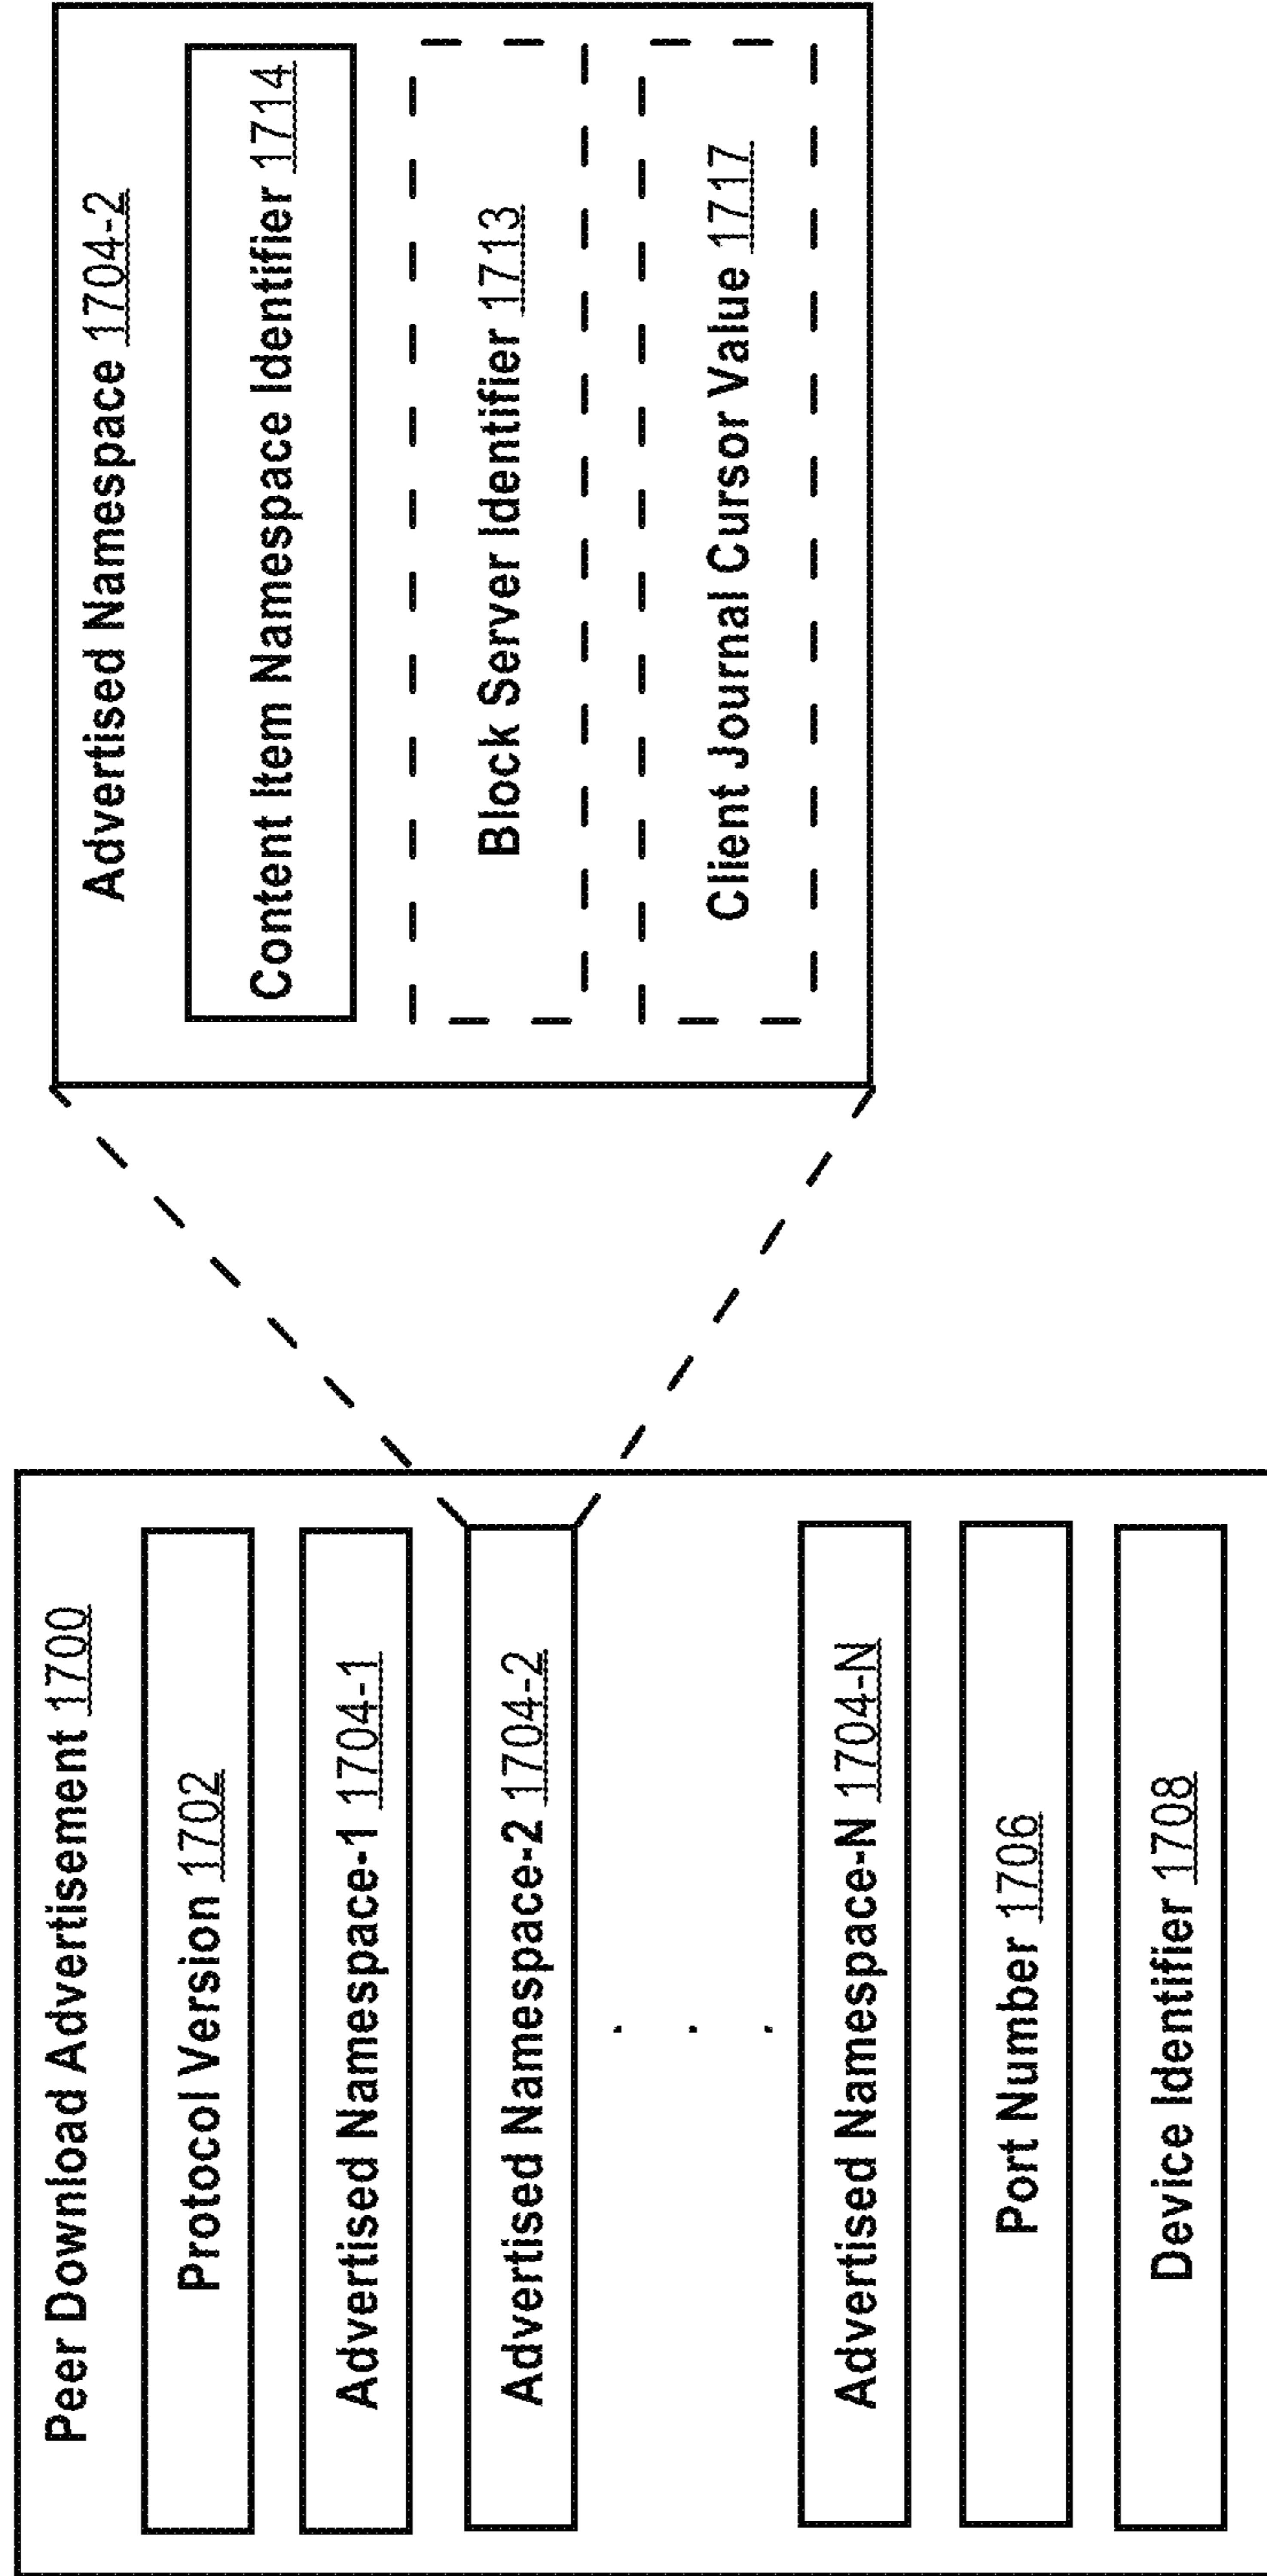 Peer Download Advertisement 1700
Protocol Version 1702
Advertised Namespace-1 1704-1
Advertised Namespace-2 1704-2
. . .
Advertised Namespace-N 1704-N
Port Number 1706
Device Identifier 1708
Advertised Namespace 1704-2
Content Item Namespace Identifier 1714
Block Server Identifier 1713
Client Journal Cursor Value 1717